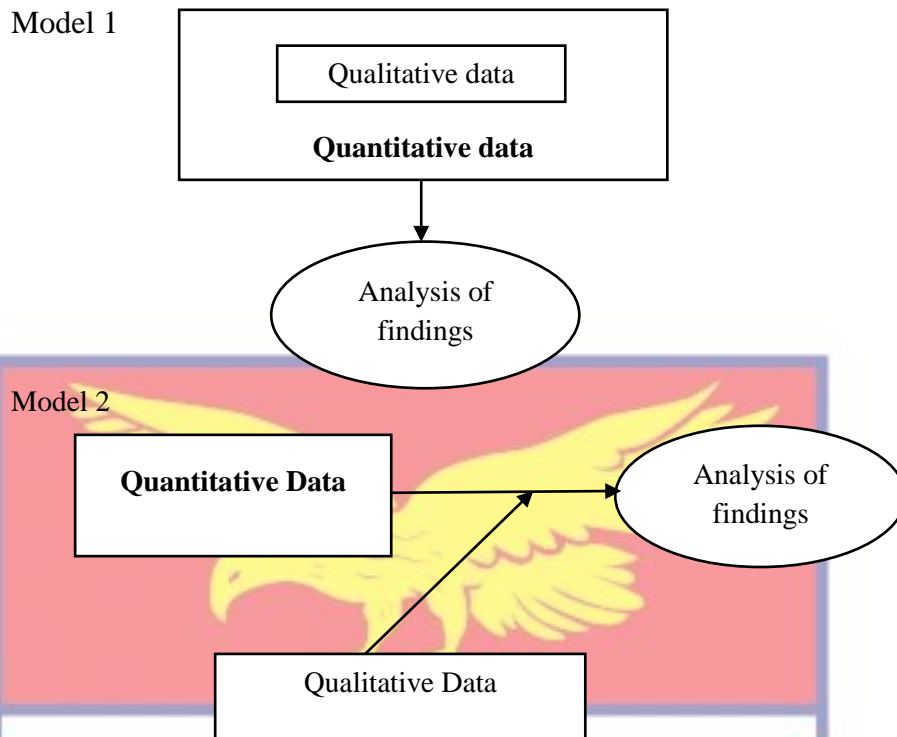 Model 1
Qualitative data
Quantitative data
Analysis of
findings
Model 2
Quantitative Data
Analysis of
findings
Qualitative Data